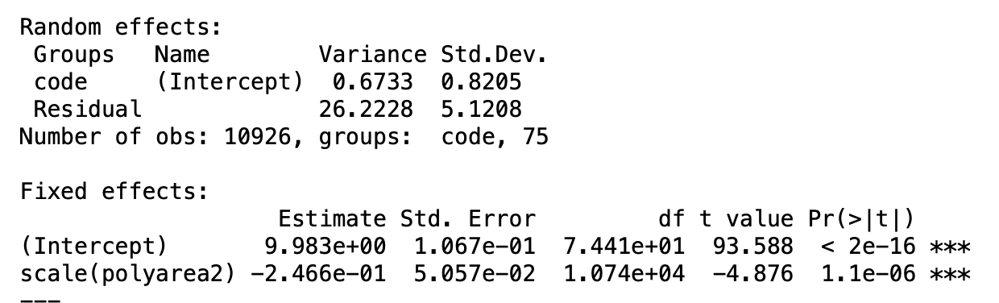 Random effects:
 Groups   Name        Variance Std.Dev.
 code     (Intercept)  0.6733  0.8205
 Residual             26.2228  5.1208
Number of obs: 10926, groups:  code, 75

Fixed effects:
                   Estimate Std. Error         df t value Pr(>|t|)
(Intercept)       9.983e+00  1.067e-01  7.441e+01  93.588  < 2e-16 ***
scale(polyarea2) -2.466e-01  5.057e-02  1.074e+04  -4.876  1.1e-06 ***
---